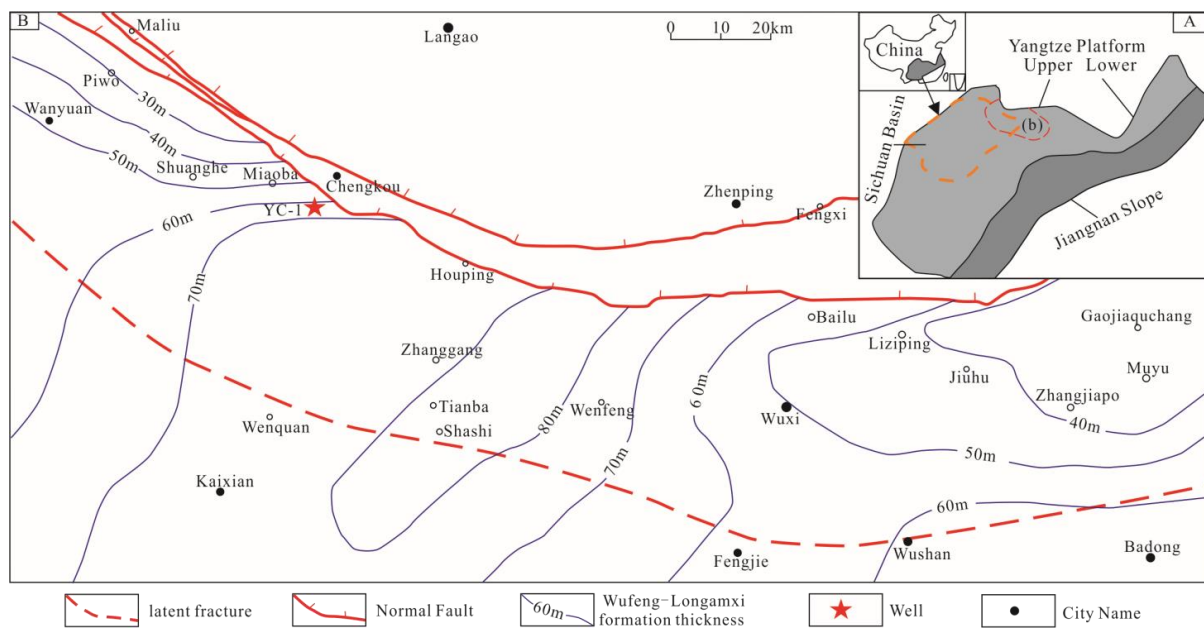 B
Maliu
Langao
0 10 20km
A
China
Yangtze Platform
Upper Lower
Piwo
30m
Wanyuan
40m
(b)
Sichuan Basin
50m
Shuanghe
Miaoba
Chengkou
Zhenping
Fengxi
YC-1
60m
Jiangnan Slope
Houping
70m
Bailu
Gaojiaquchang
Liziping
Zhanggang
Jiuhu
Muyu
60m
Zhangjiapo
Tianba
Wenfeng
Wuxi
80m
40m
Wenquan
Shashi
70m
50m
Kaixian
60m
Fengjie
Wushan
Badong
latent fracture
Normal Fault
60m
Wufeng-Longamxi
formation thickness
Well
City Name